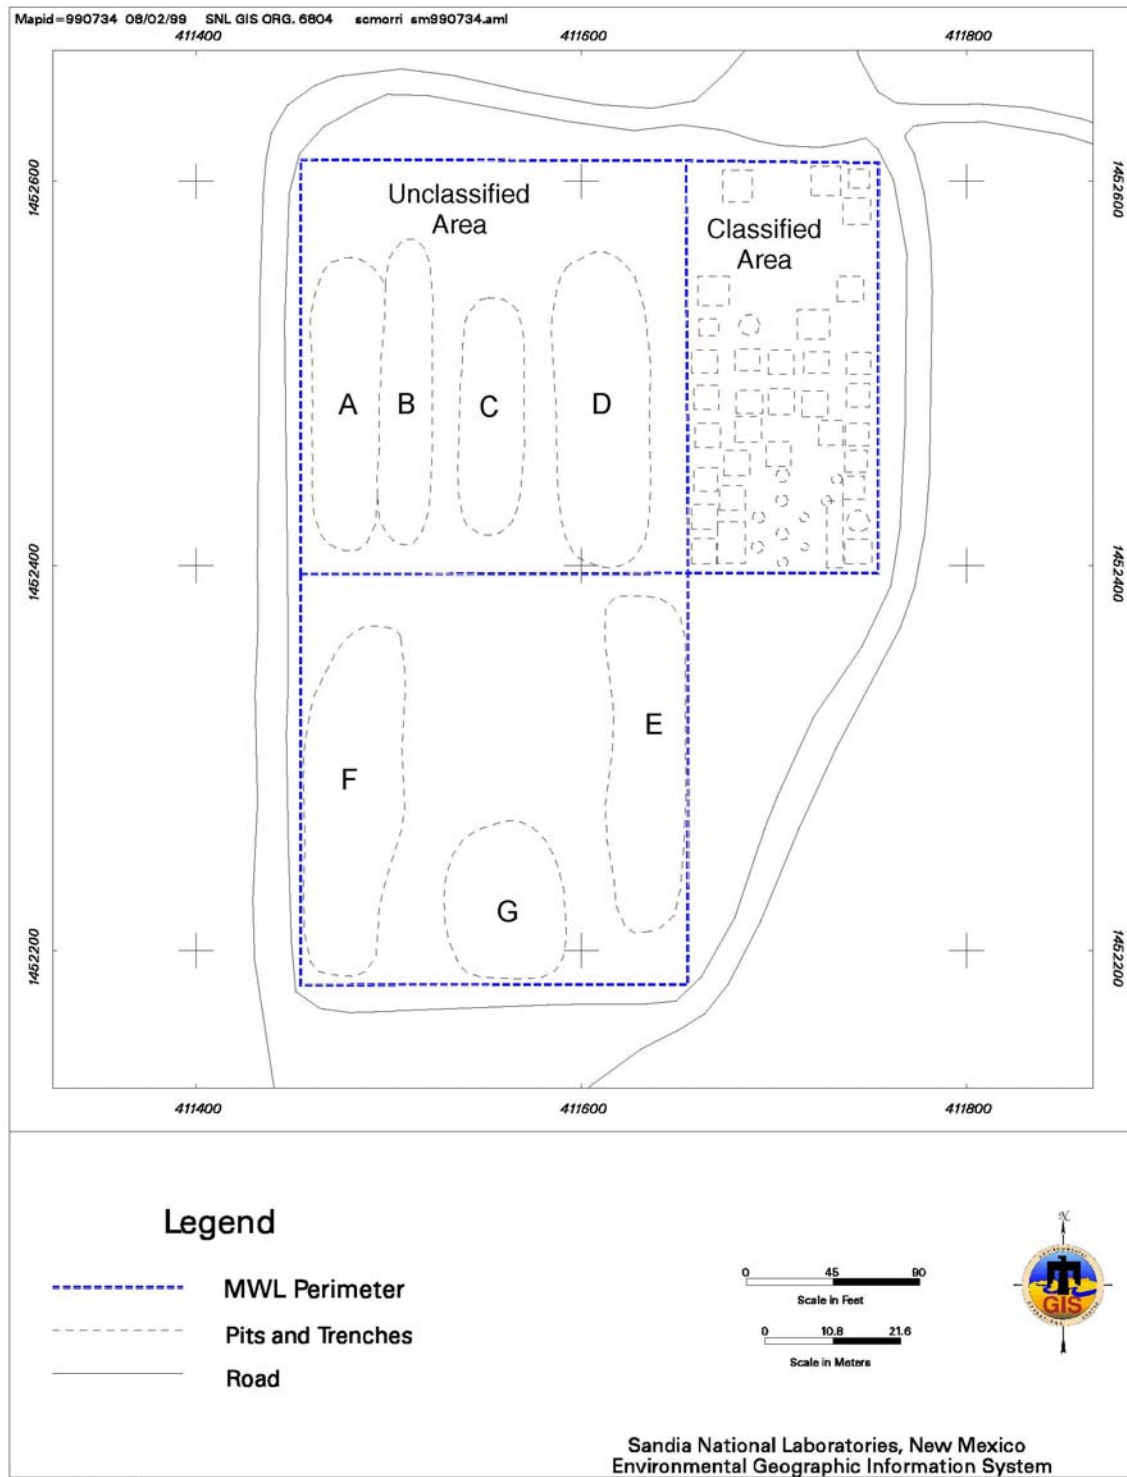 Mapid=990734 08/02/99 SNL GIS ORG. 6804 scmorri sm990734.aml
411400 411600 411800
1452600 1452600
Unclassified
Area
Classified
Area
A B C D
1452400 1452400
E
F
G
1452200 1452200
411400 411600 411800
Legend
MWL Perimeter
Pits and Trenches
Road
0 45 90
Scale in Feet
0 10.8 21.6
Scale in Meters
N
GIS
Sandia National Laboratories, New Mexico
Environmental Geographic Information System